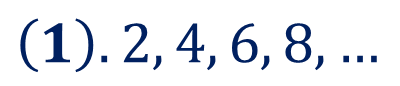 (1). 2, 4, 6, 8, ...